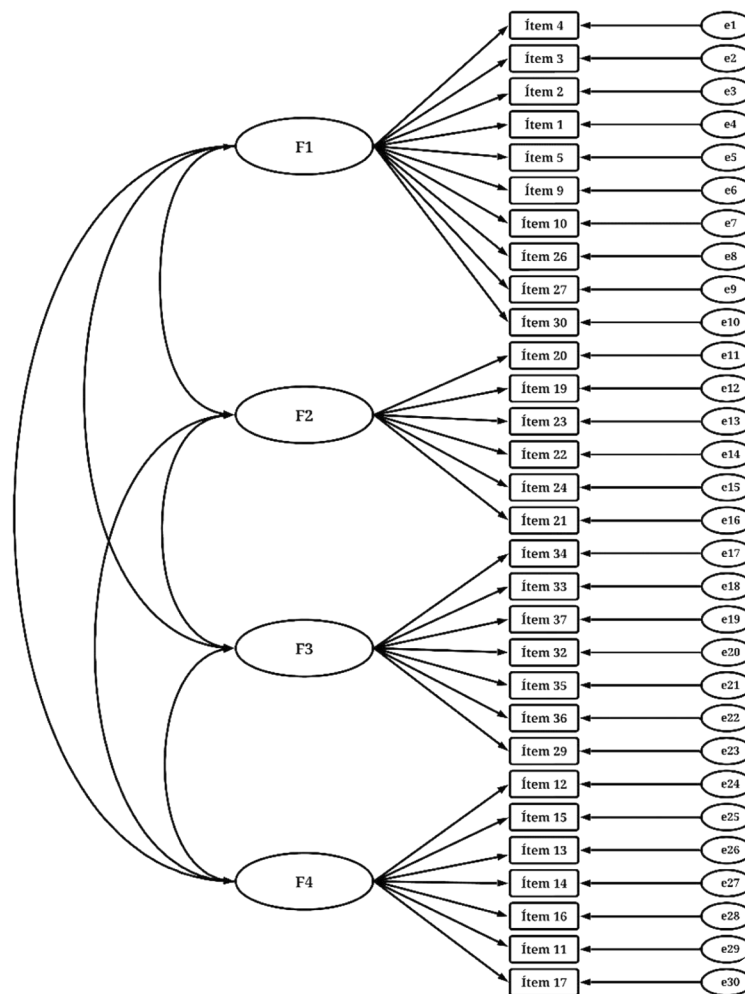 Ítem 4 e1
Ítem 3 e2
Ítem 2 e3
Ítem 1 e4
F1
Ítem 5 e5
Ítem 9 e6
Ítem 10 e7
Ítem 26 e8
Ítem 27 e9
Ítem 30 e10
Ítem 20 e11
Ítem 19 e12
F2
Ítem 23 e13
Ítem 22 e14
Ítem 24 e15
Ítem 21 e16
Ítem 34 e17
Ítem 33 e18
Ítem 37 e19
F3
Ítem 32 e20
Ítem 35 e21
Ítem 36 e22
Ítem 29 e23
Ítem 12 e24
Ítem 15 e25
Ítem 13 e26
F4
Ítem 14 e27
Ítem 16 e28
Ítem 11 e29
Ítem 17 e30